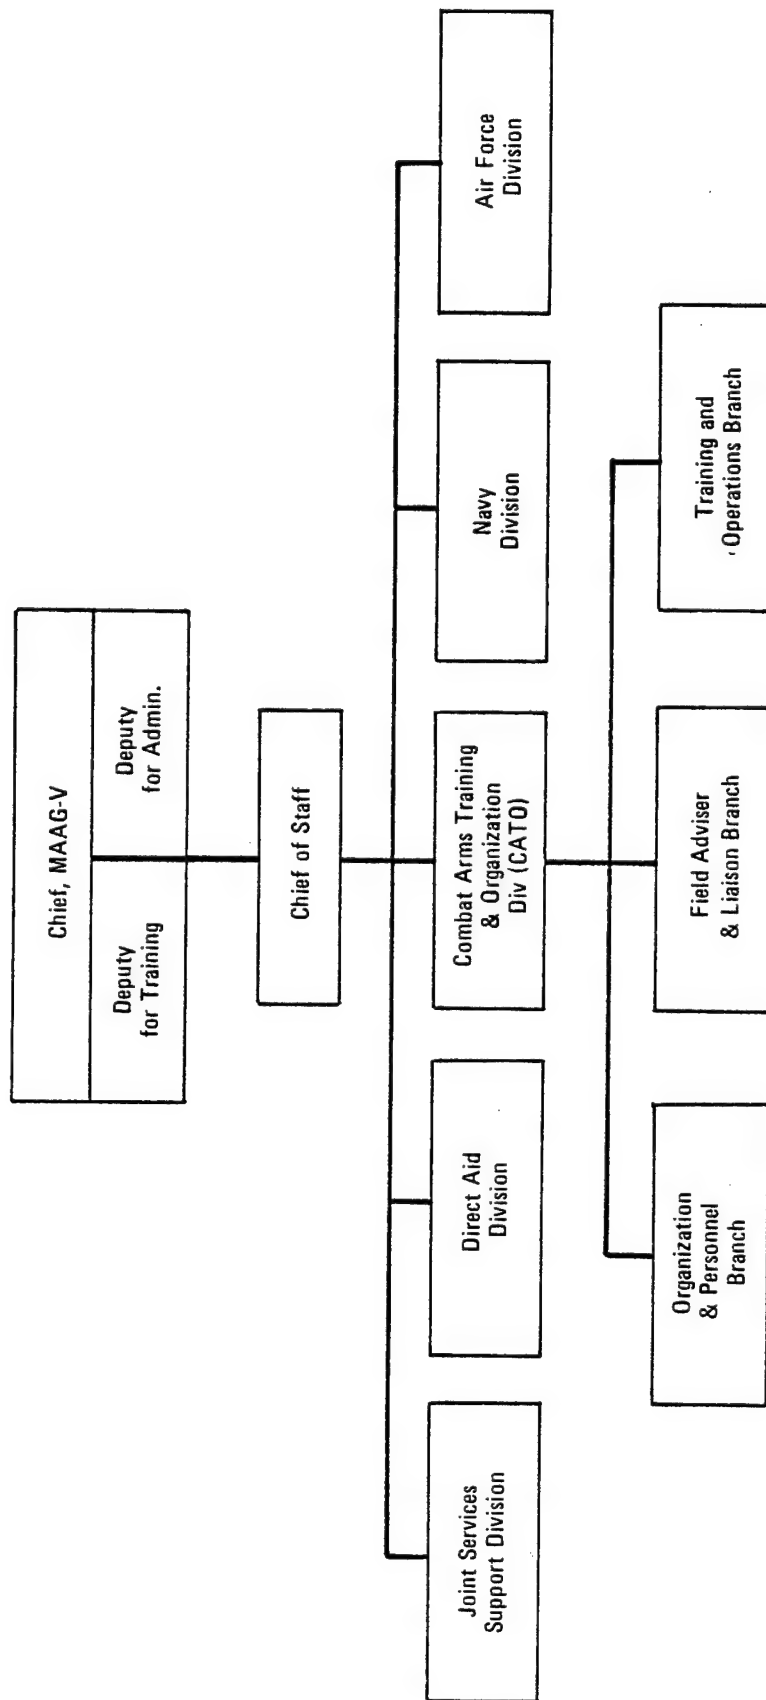 Chief, MAAG-V
Deputy
for Training
Deputy
for Admin.
Chief of Staff
Joint Services
Support Division
Direct Aid
Division
Combat Arms Training
& Organization
Div (CATO)
Navy
Division
Air Force
Division
Organization
& Personnel
Branch
Field Adviser
& Liaison Branch
Training and
Operations Branch